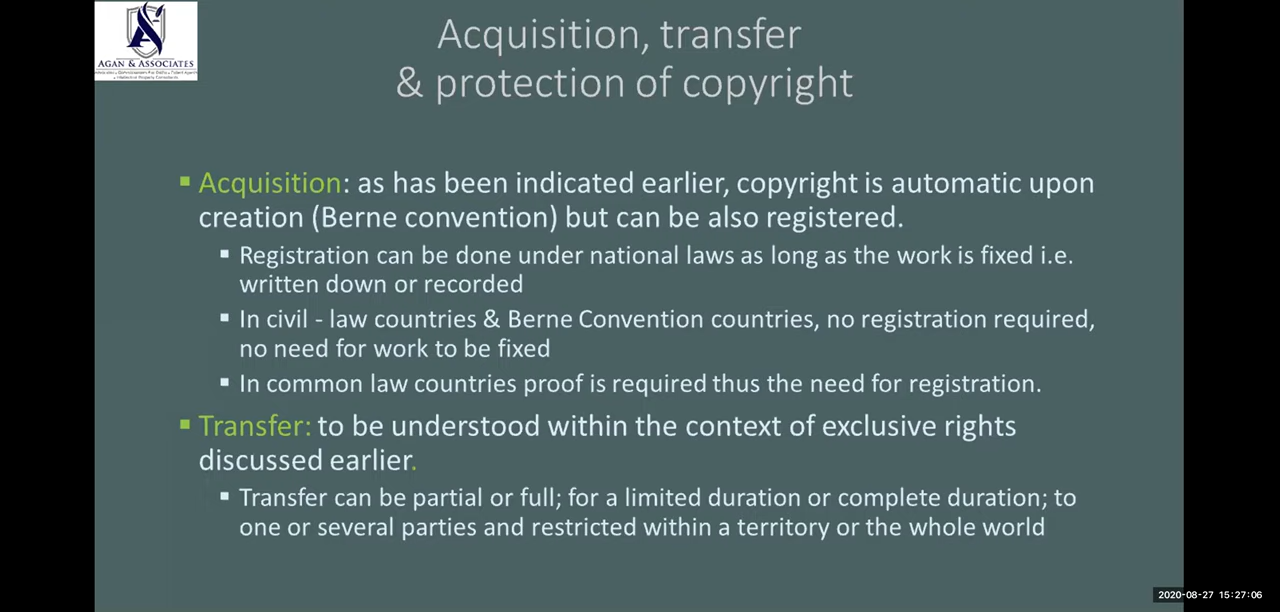 AGAN & ASSOCIATES
Acquisition, transfer
& protection of copyright
▪ Acquisition: as has been indicated earlier, copyright is automatic upon
creation (Berne convention) but can be also registered.
▪ Registration can be done under national laws as long as the work is fixed i.e.
written down or recorded
▪ In civil - law countries & Berne Convention countries, no registration required,
no need for work to be fixed
▪ In common law countries proof is required thus the need for registration.
▪ Transfer: to be understood within the context of exclusive rights
discussed earlier.
▪ Transfer can be partial or full; for a limited duration or complete duration; to
one or several parties and restricted within a territory or the whole world
2020-08-27 15:27:06